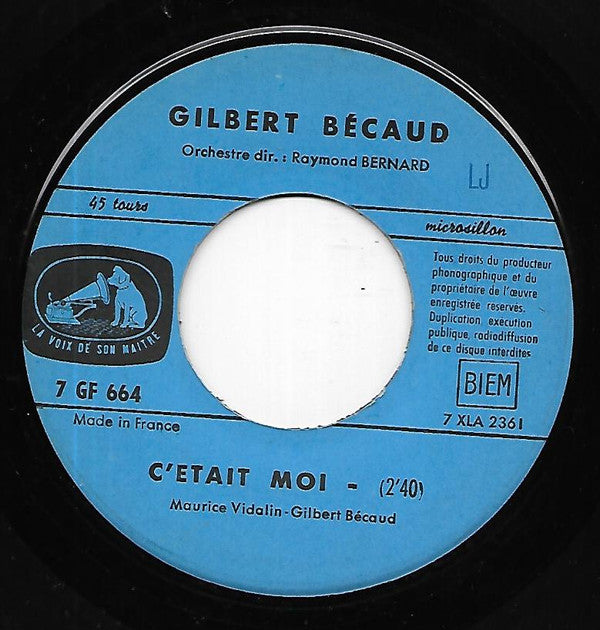 GILBERT BÉCAUD
Orchestre dir. : Raymond BERNARD
LJ
45 tours
microsillon
Tous droits du producteur
phonographique et du
propriétaire de l'œuvre
enregistrée reservés.
Duplication, execution
publique, radiodiffusion
de ce disque interdites
LA VOIX DE SON MAITRE
7 GF 664
BIEM
Made in France
7 XLA 2361
C'ETAIT MOI - (2'40)
Maurice Vidalin-Gilbert Bécaud